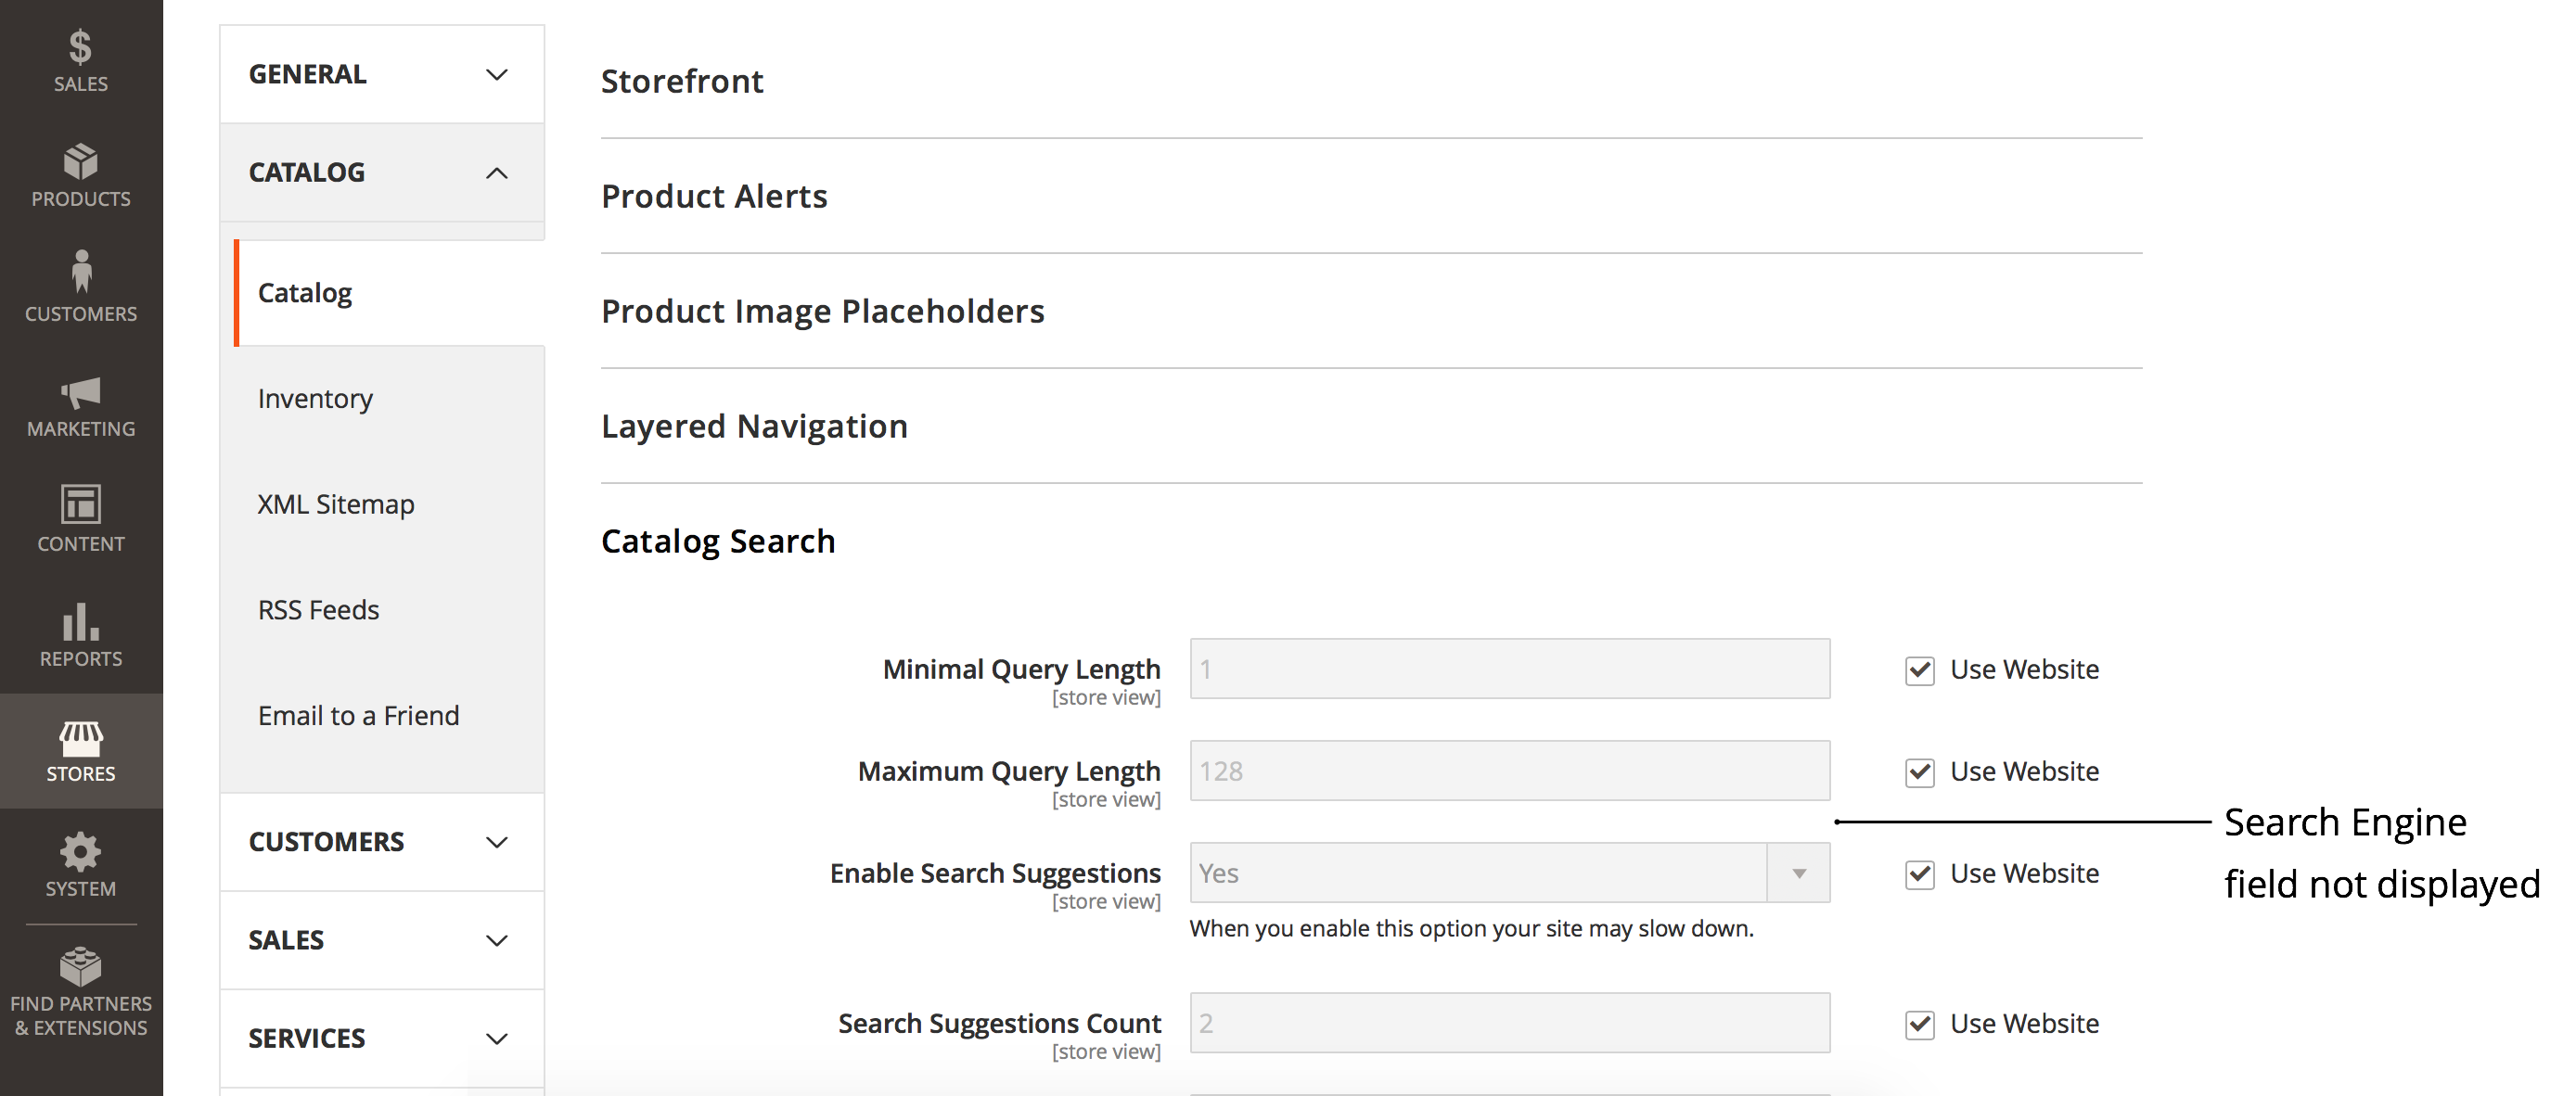 SALES
PRODUCTS
CUSTOMERS
MARKETING
CONTENT
REPORTS
STORES
SYSTEM
FIND PARTNERS
& EXTENSIONS
GENERAL
CATALOG
Catalog
Inventory
XML Sitemap
RSS Feeds
Email to a Friend
CUSTOMERS
SALES
SERVICES
Storefront
Product Alerts
Product Image Placeholders
Layered Navigation
Catalog Search
Minimal Query Length
[store view]
1
Use Website
Maximum Query Length
[store view]
128
Use Website
Search Engine
field not displayed
Enable Search Suggestions
[store view]
Yes
Use Website
When you enable this option your site may slow down.
Search Suggestions Count
[store view]
2
Use Website